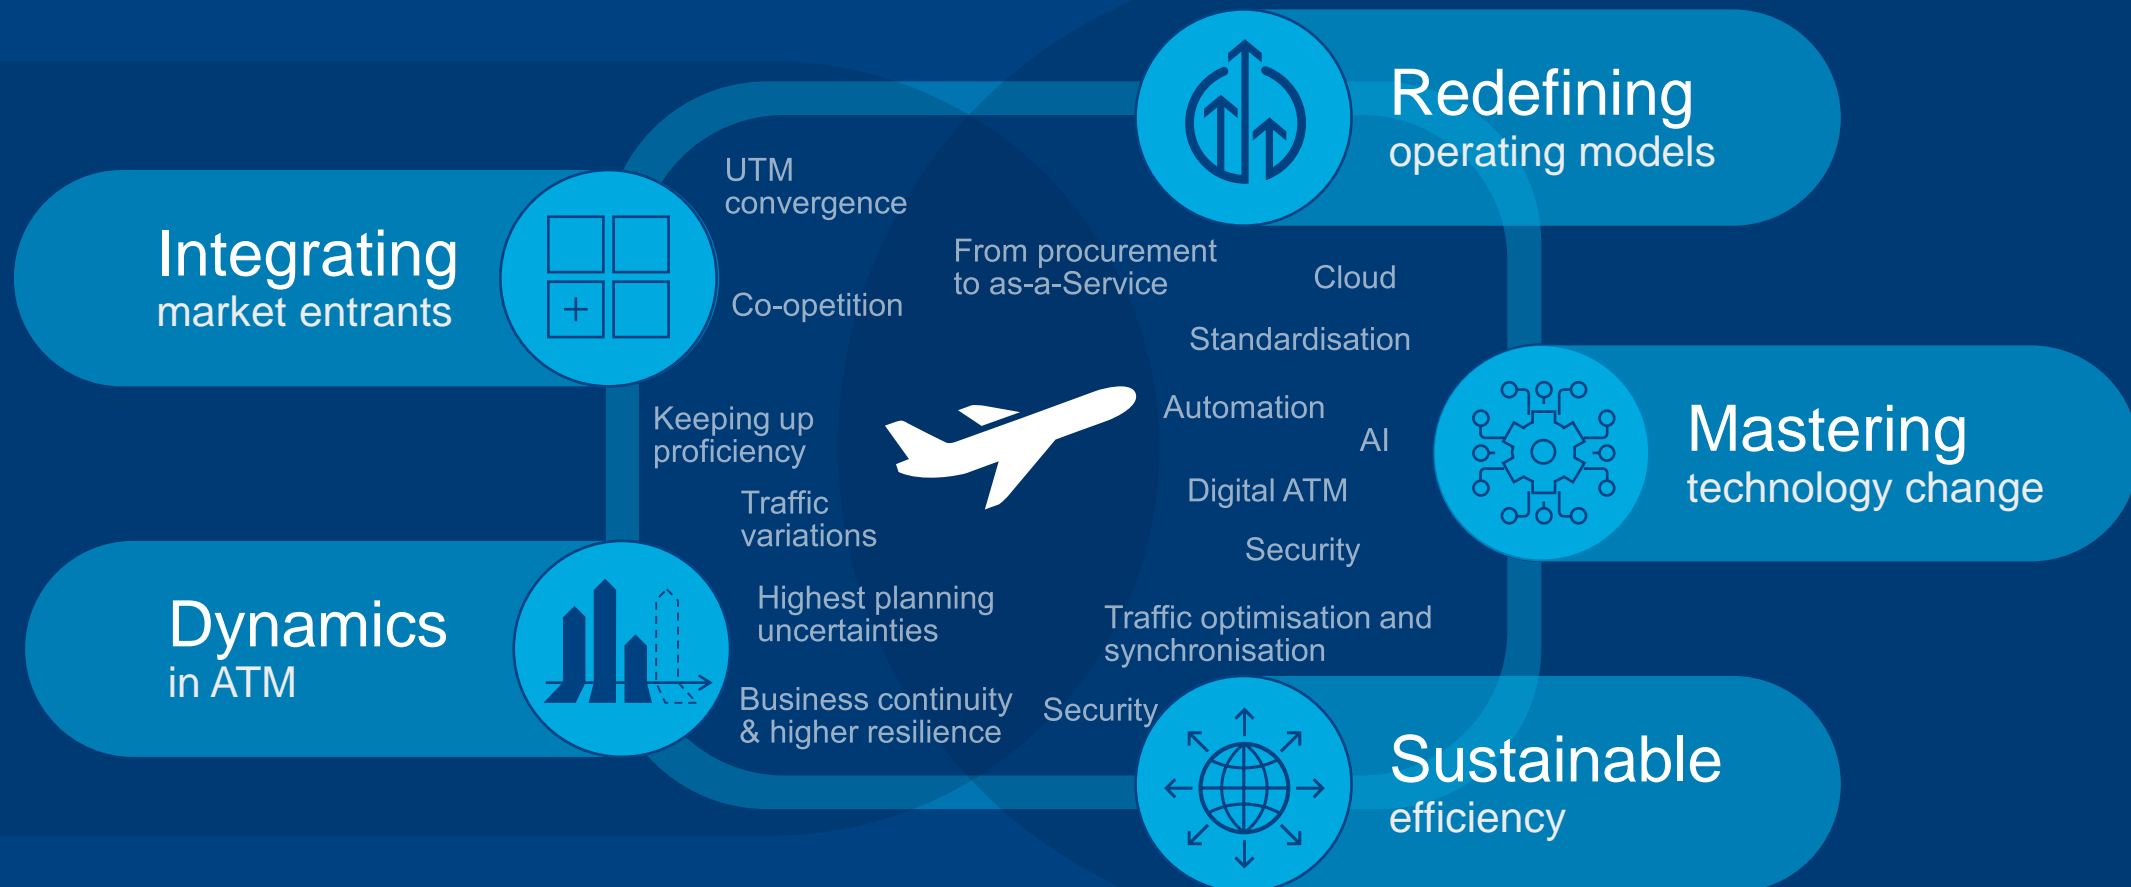 Redefining
operating models
Integrating
market entrants
UTM
convergence
Co-opetition
From procurement
to as-a-Service
Cloud
Standardisation
Keeping up
proficiency
Automation
AI
Mastering
technology change
Traffic
variations
Digital ATM
Security
Dynamics
in ATM
Highest planning
uncertainties
Traffic optimisation and
synchronisation
Business continuity
& higher resilience
Security
Sustainable
efficiency